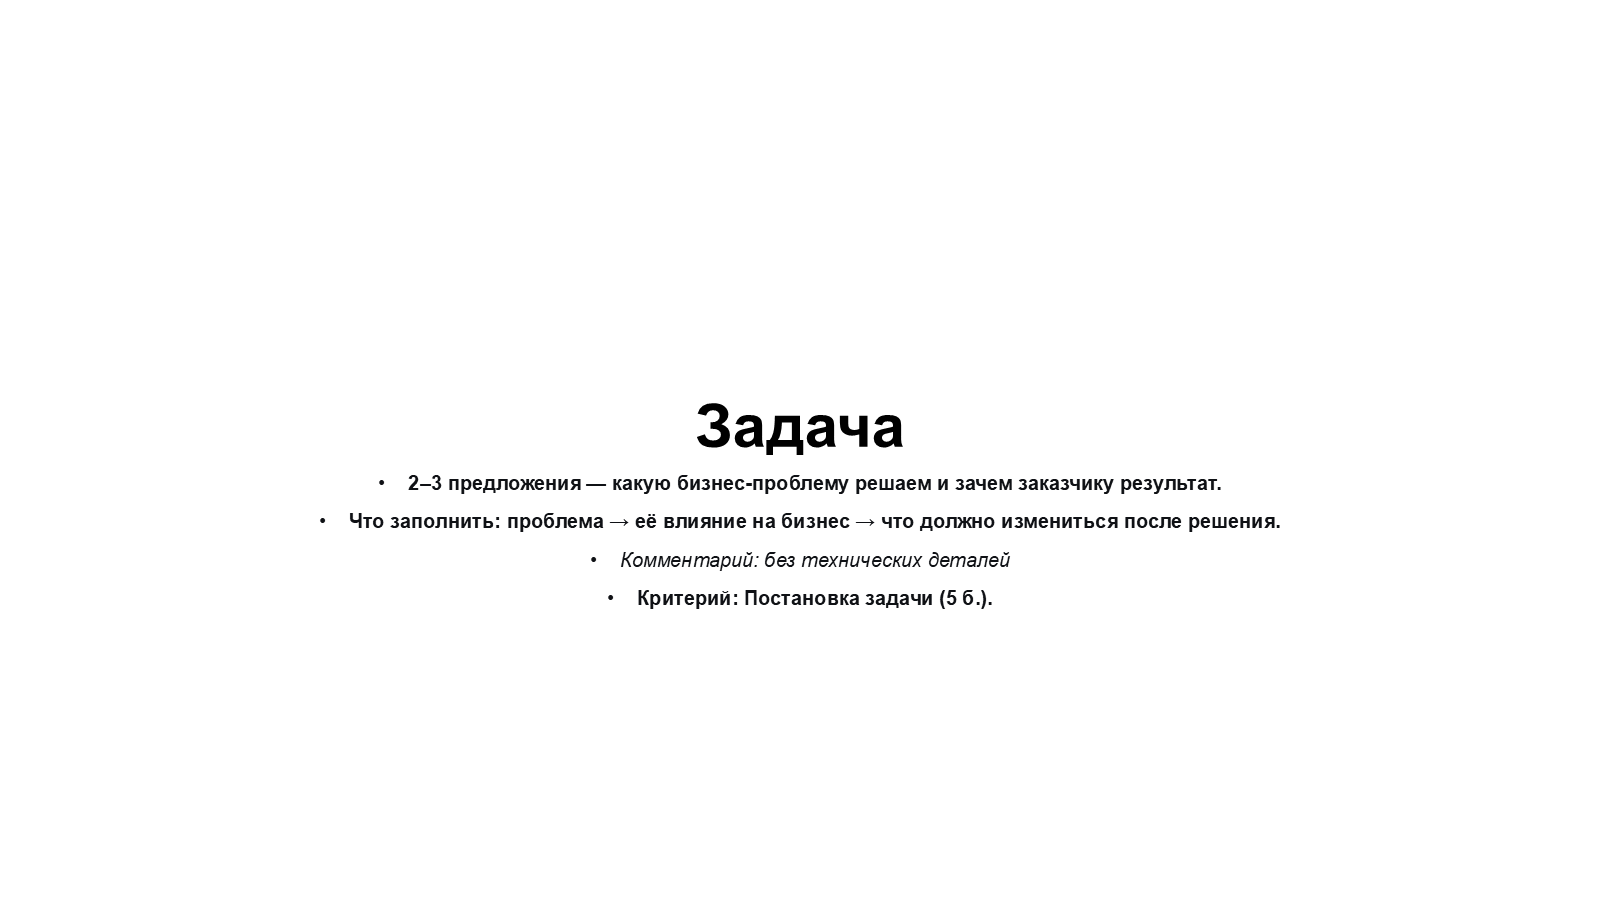 Задача
• 2–3 предложения — какую бизнес-проблему решаем и зачем заказчику результат.
• Что заполнить: проблема → её влияние на бизнес → что должно измениться после решения.
• Комментарий: без технических деталей
• Критерий: Постановка задачи (5 б.).